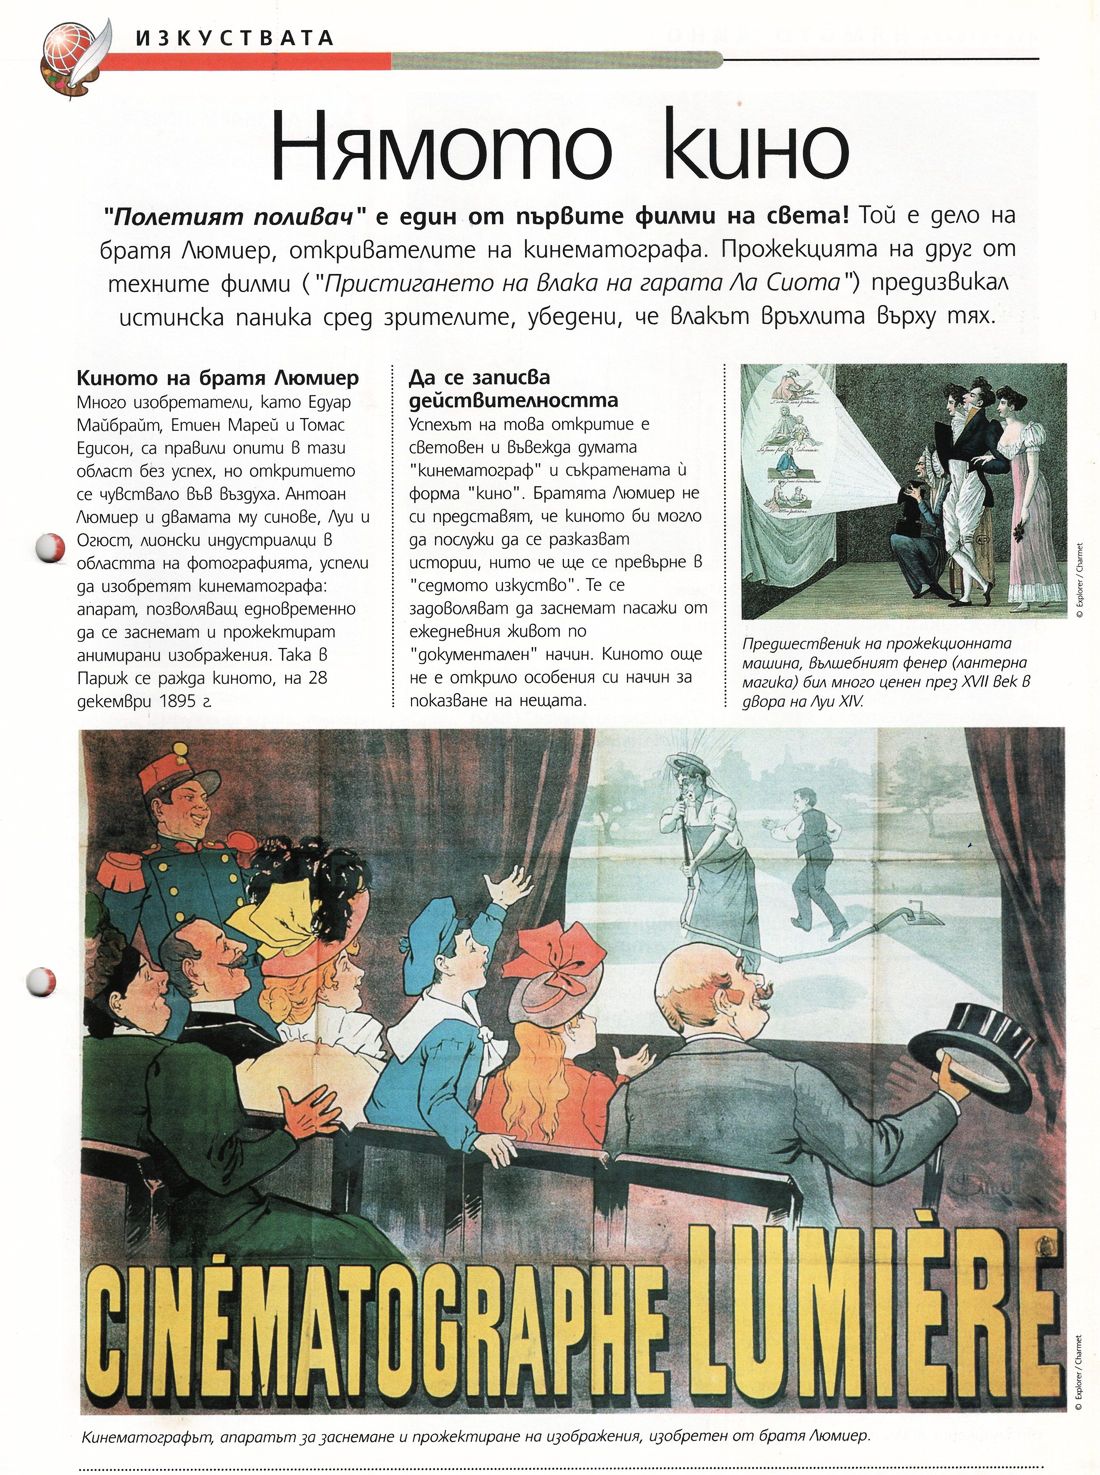 ИЗКУСТВАТА
Нямото кино
"Полетият поливач" е един от първите филми на света! Той е дело на
братя Люмиер, откривателите на кинематографа. Прожекцията на друг от
техните филми ("Пристигането на влака на гарата Ла Сиота") предизвикал
истинска паника сред зрителите, убедени, че влакът връхлита върху тях.
Киното на братя Люмиер
Много изобретатели, като Едуар
Майбрайт, Етиен Марей и Томас
Едисон, са правили опити в тази
област без успех, но откритието
се чувствало във въздуха. Антоан
Люмиер и двамата му синове, Луи и
Огюст, лионски индустриалци в
областта на фотографията, успели
да изобретят кинематографа:
апарат, позволяващ едновременно
да се заснемат и прожектират
анимирани изображения. Така в
Париж се ражда киното, на 28
декември 1895 г.
Да се записва
действителността
Успехът на това откритие е
световен и въвежда думата
"кинематограф" и съкратената ѝ
форма "кино". Братята Люмиер не
си представят, че киното би могло
да послужи да се разказват
истории, нито че ще се превърне в
"седмото изкуство". Те се
задоволяват да заснемат пасажи от
ежедневния живот по
"документален" начин. Киното още
не е открило особения си начин за
показване на нещата.
© Explorer / Charmet
Предшественик на прожекционната
машина, вълшебният фенер (лантерна
магика) бил много ценен през XVII век в
двора на Луи XIV.
CINÉMATOGRAPHE LUMIÈRE
© Explorer / Charmet
Кинематографът, апаратът за заснемане и прожектиране на изображения, изобретен от братя Люмиер.